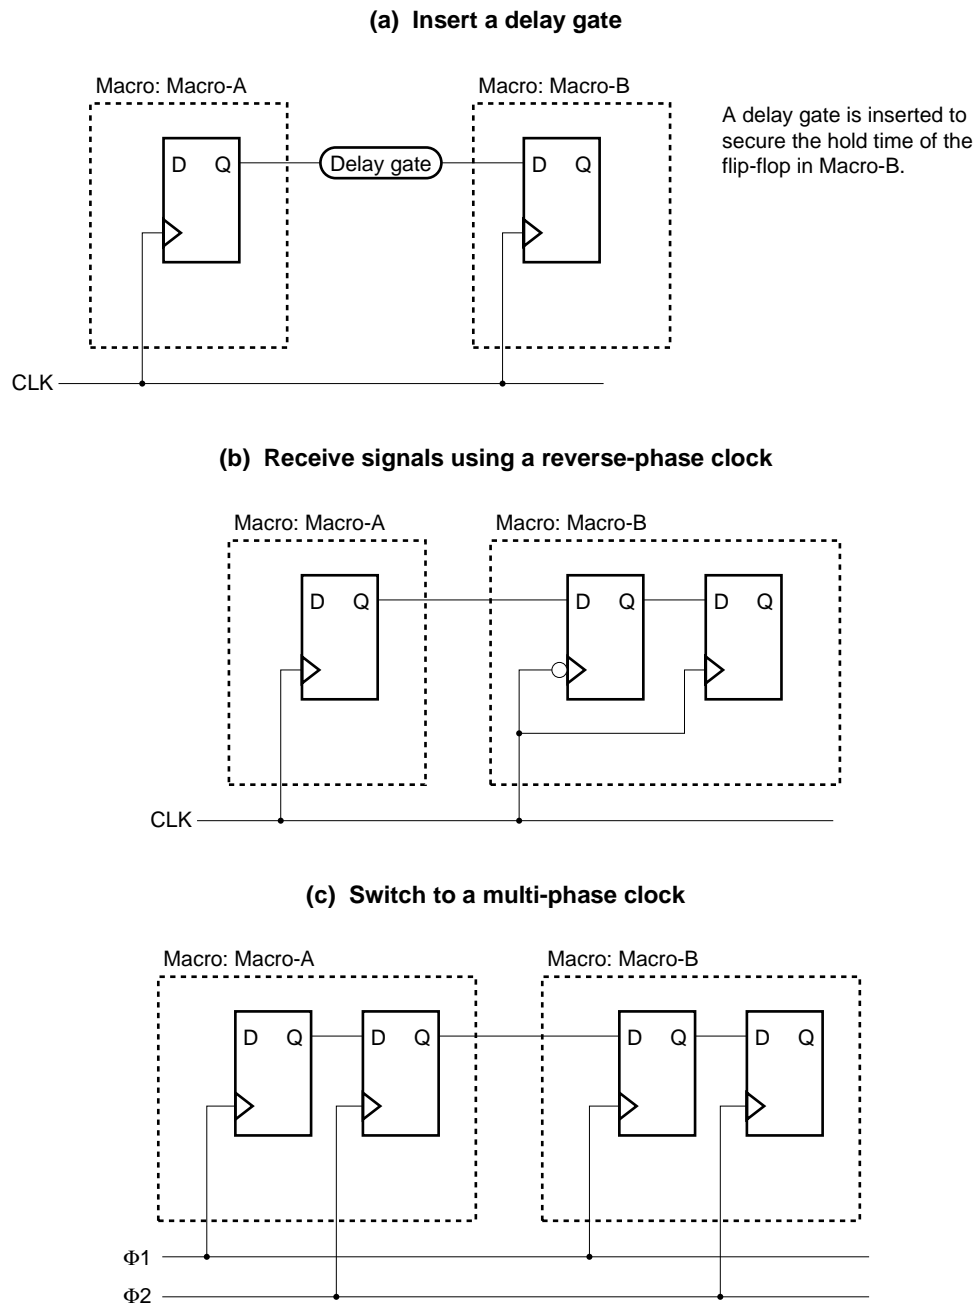 (a) Insert a delay gate
Macro: Macro-A
Macro: Macro-B
A delay gate is inserted to
secure the hold time of the
flip-flop in Macro-B.
D Q
Delay gate
D Q
CLK
(b) Receive signals using a reverse-phase clock
Macro: Macro-A
Macro: Macro-B
D Q
D Q
D Q
CLK
(c) Switch to a multi-phase clock
Macro: Macro-A
Macro: Macro-B
D Q
D Q
D Q
D Q
Φ1
Φ2